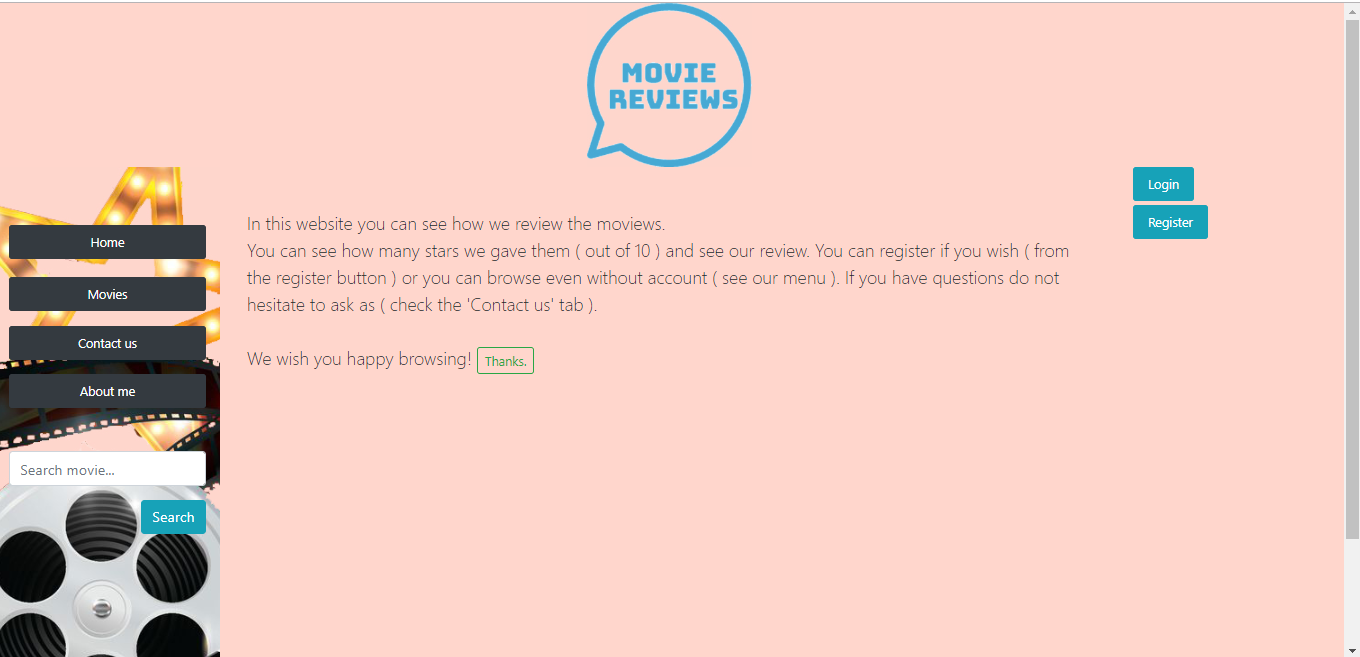 MOVIE
REVIEWS
Login
Register
Home
Movies
Contact us
About me
Search movie...
Search
In this website you can see how we review the moviews.
You can see how many stars we gave them ( out of 10 ) and see our review. You can register if you wish ( from
the register button ) or you can browse even without account ( see our menu ). If you have questions do not
hesitate to ask as ( check the 'Contact us' tab ).
We wish you happy browsing! Thanks.